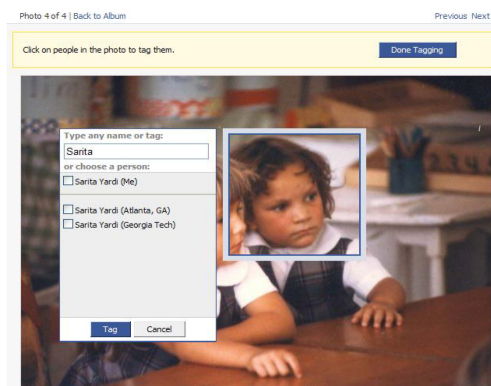 Photo 4 of 4 | Back to Album
Previous Next
Click on people in the photo to tag them.
Done Tagging
Type any name or tag:
Sarita
or choose a person:
Sarita Yardi (Me)
Sarita Yardi (Atlanta, GA)
Sarita Yardi (Georgia Tech)
Tag
Cancel